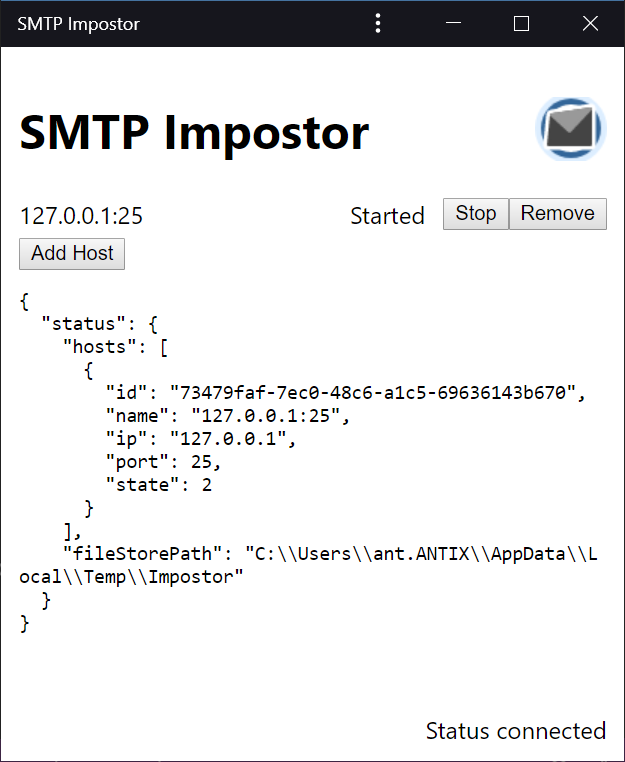 SMTP Impostor
SMTP Impostor
127.0.0.1:25 Started Stop Remove
Add Host
{
  "status": {
    "hosts": [
      {
        "id": "73479faf-7ec0-48c6-a1c5-69636143b670",
        "name": "127.0.0.1:25",
        "ip": "127.0.0.1",
        "port": 25,
        "state": 2
      }
    ],
    "fileStorePath": "C:\\Users\\ant.ANTIX\\AppData\\L
ocal\\Temp\\Impostor"
  }
}
Status connected